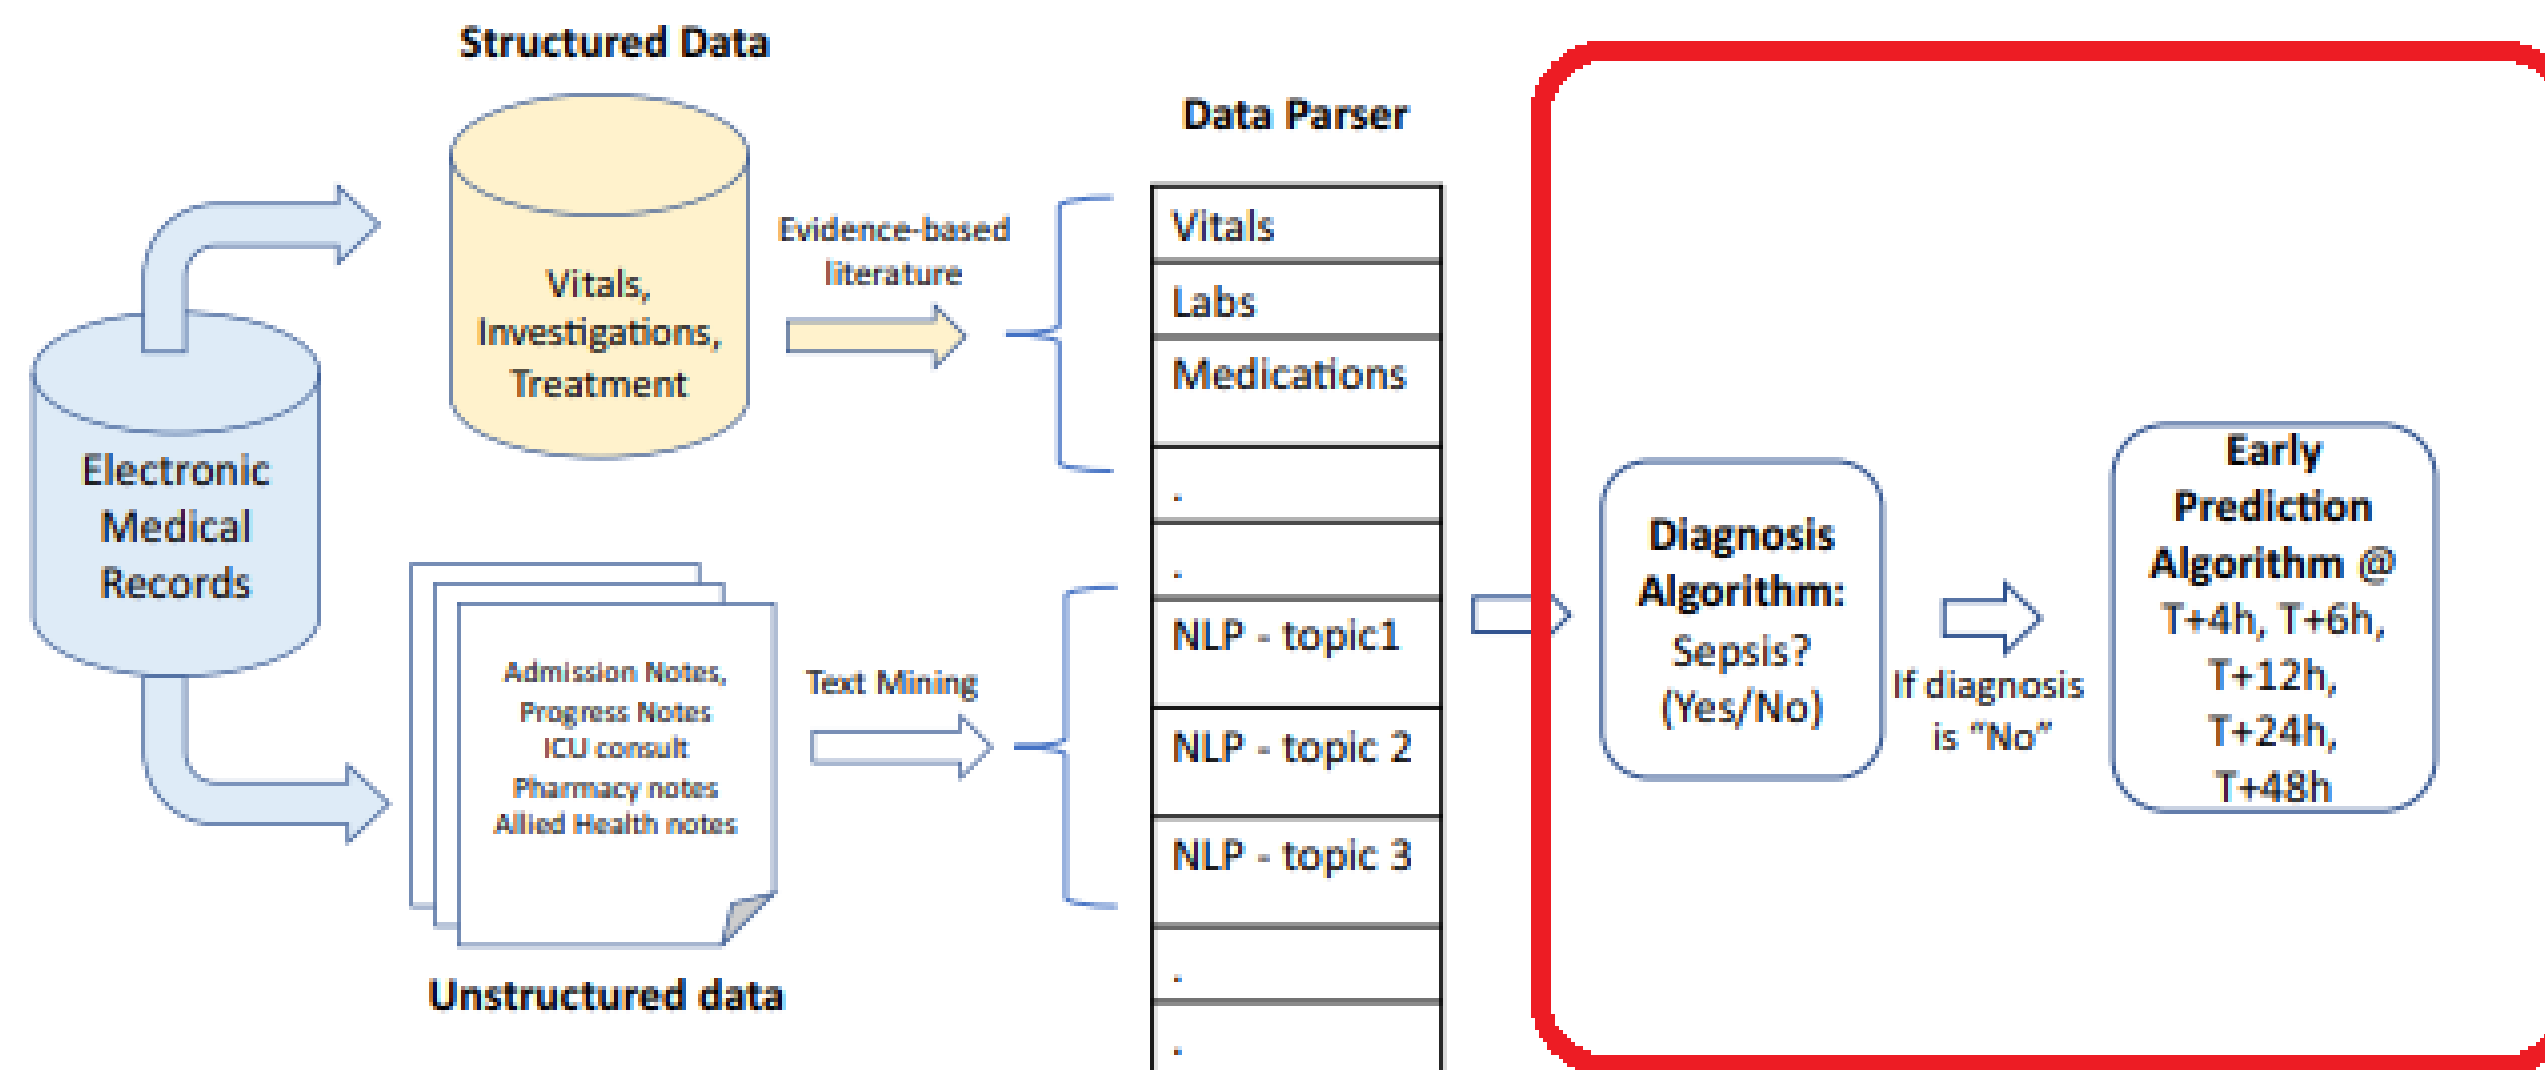 Structured Data
Vitals,
Investigations,
Treatment
Electronic
Medical
Records
Evidence-based
literature
Admission Notes,
Progress Notes
ICU consult
Pharmacy notes
Allied Health notes
Unstructured data
Text Mining
Data Parser
Vitals
Labs
Medications
.
.
NLP - topic1
NLP - topic 2
NLP - topic 3
.
.
Diagnosis
Algorithm:
Sepsis?
(Yes/No)
If diagnosis
is “No”
Early
Prediction
Algorithm @
T+4h, T+6h,
T+12h,
T+24h,
T+48h